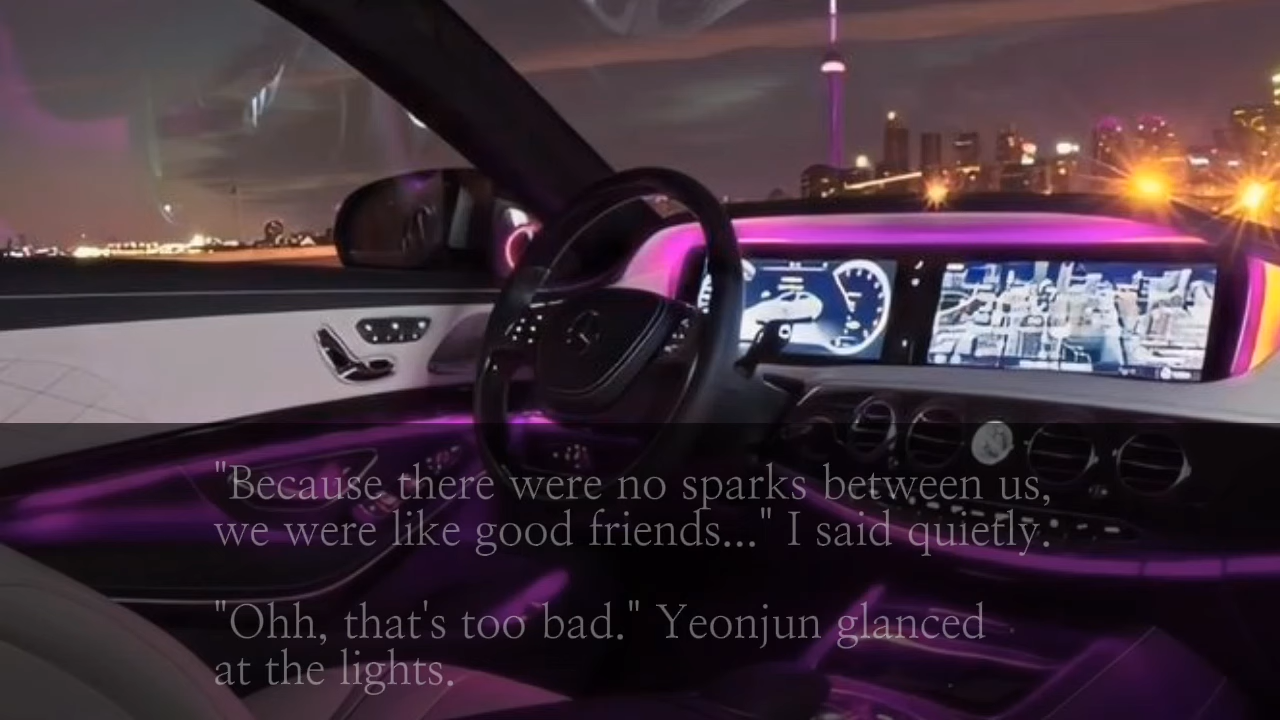 "Because there were no sparks between us,
we were like good friends..." I said quietly.
"Ohh, that's too bad." Yeonjun glanced
at the lights.